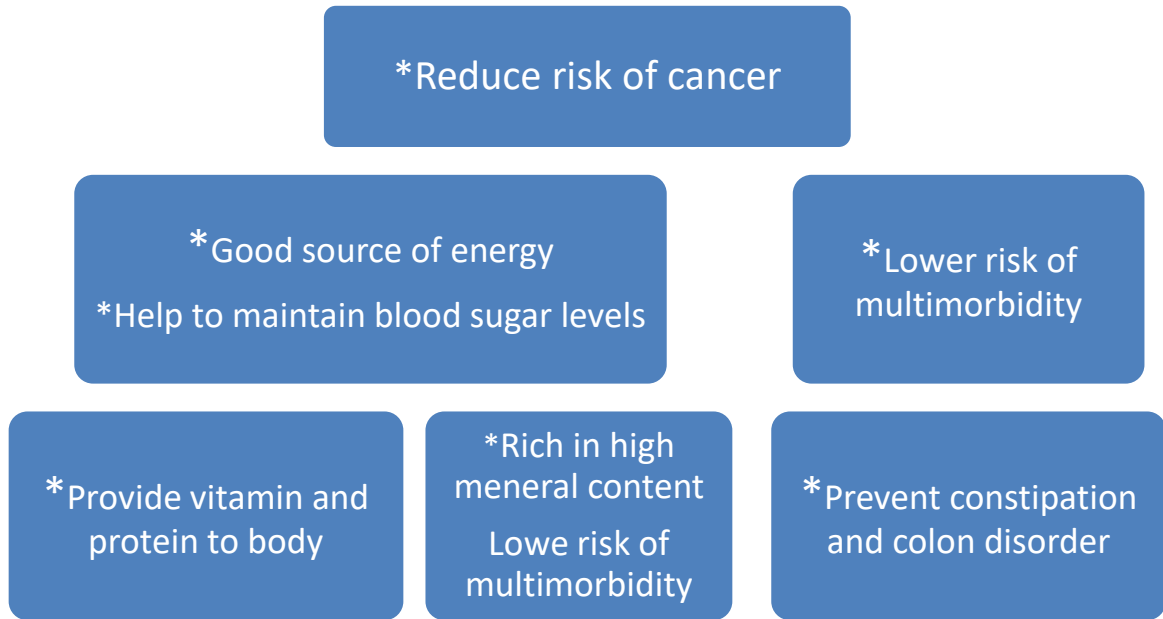 *Reduce risk of cancer
*Good source of energy
*Help to maintain blood sugar levels
*Lower risk of
multimorbidity
*Provide vitamin and
protein to body
*Rich in high
meneral content
Lowe risk of
multimorbidity
*Prevent constipation
and colon disorder